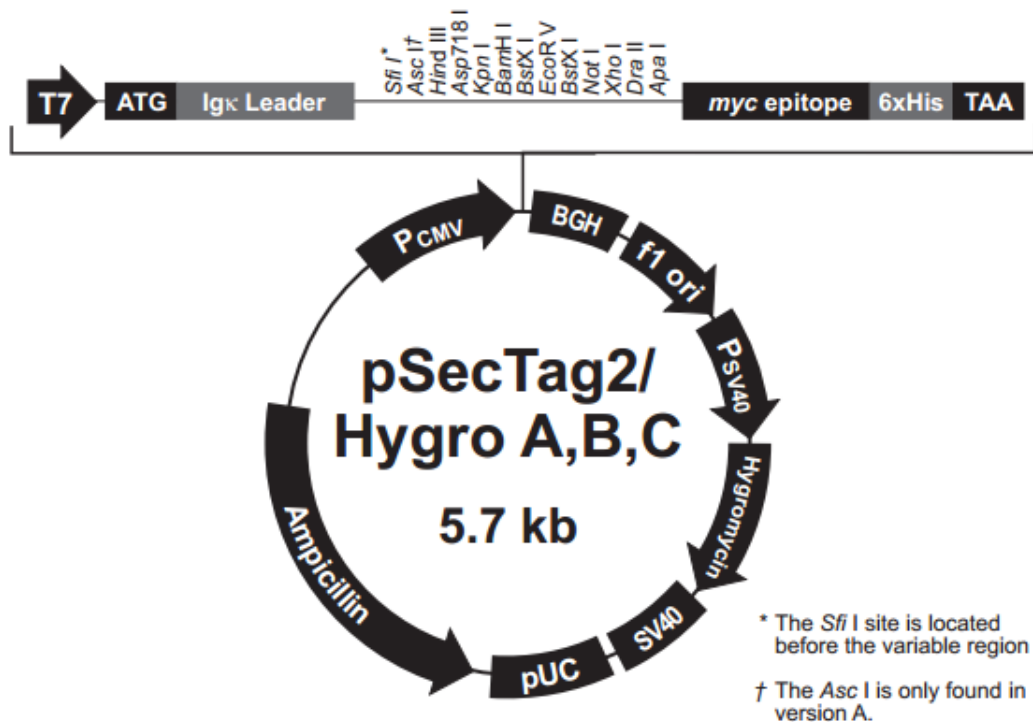 Sfi I*
Asc I†
Hind III
Asp718 I
Kpn I
BamH I
BstX I
EcoR V
BstX I
Not I
Xho I
Dra II
Apa I
T7
ATG
Igκ Leader
myc epitope
6xHis
TAA
PCMV
BGH
f1 ori
PSV40
Hygromycin
SV40
pUC
Ampicillin
pSecTag2/
Hygro A,B,C
5.7 kb
* The Sfi I site is located
before the variable region
† The Asc I is only found in
version A.